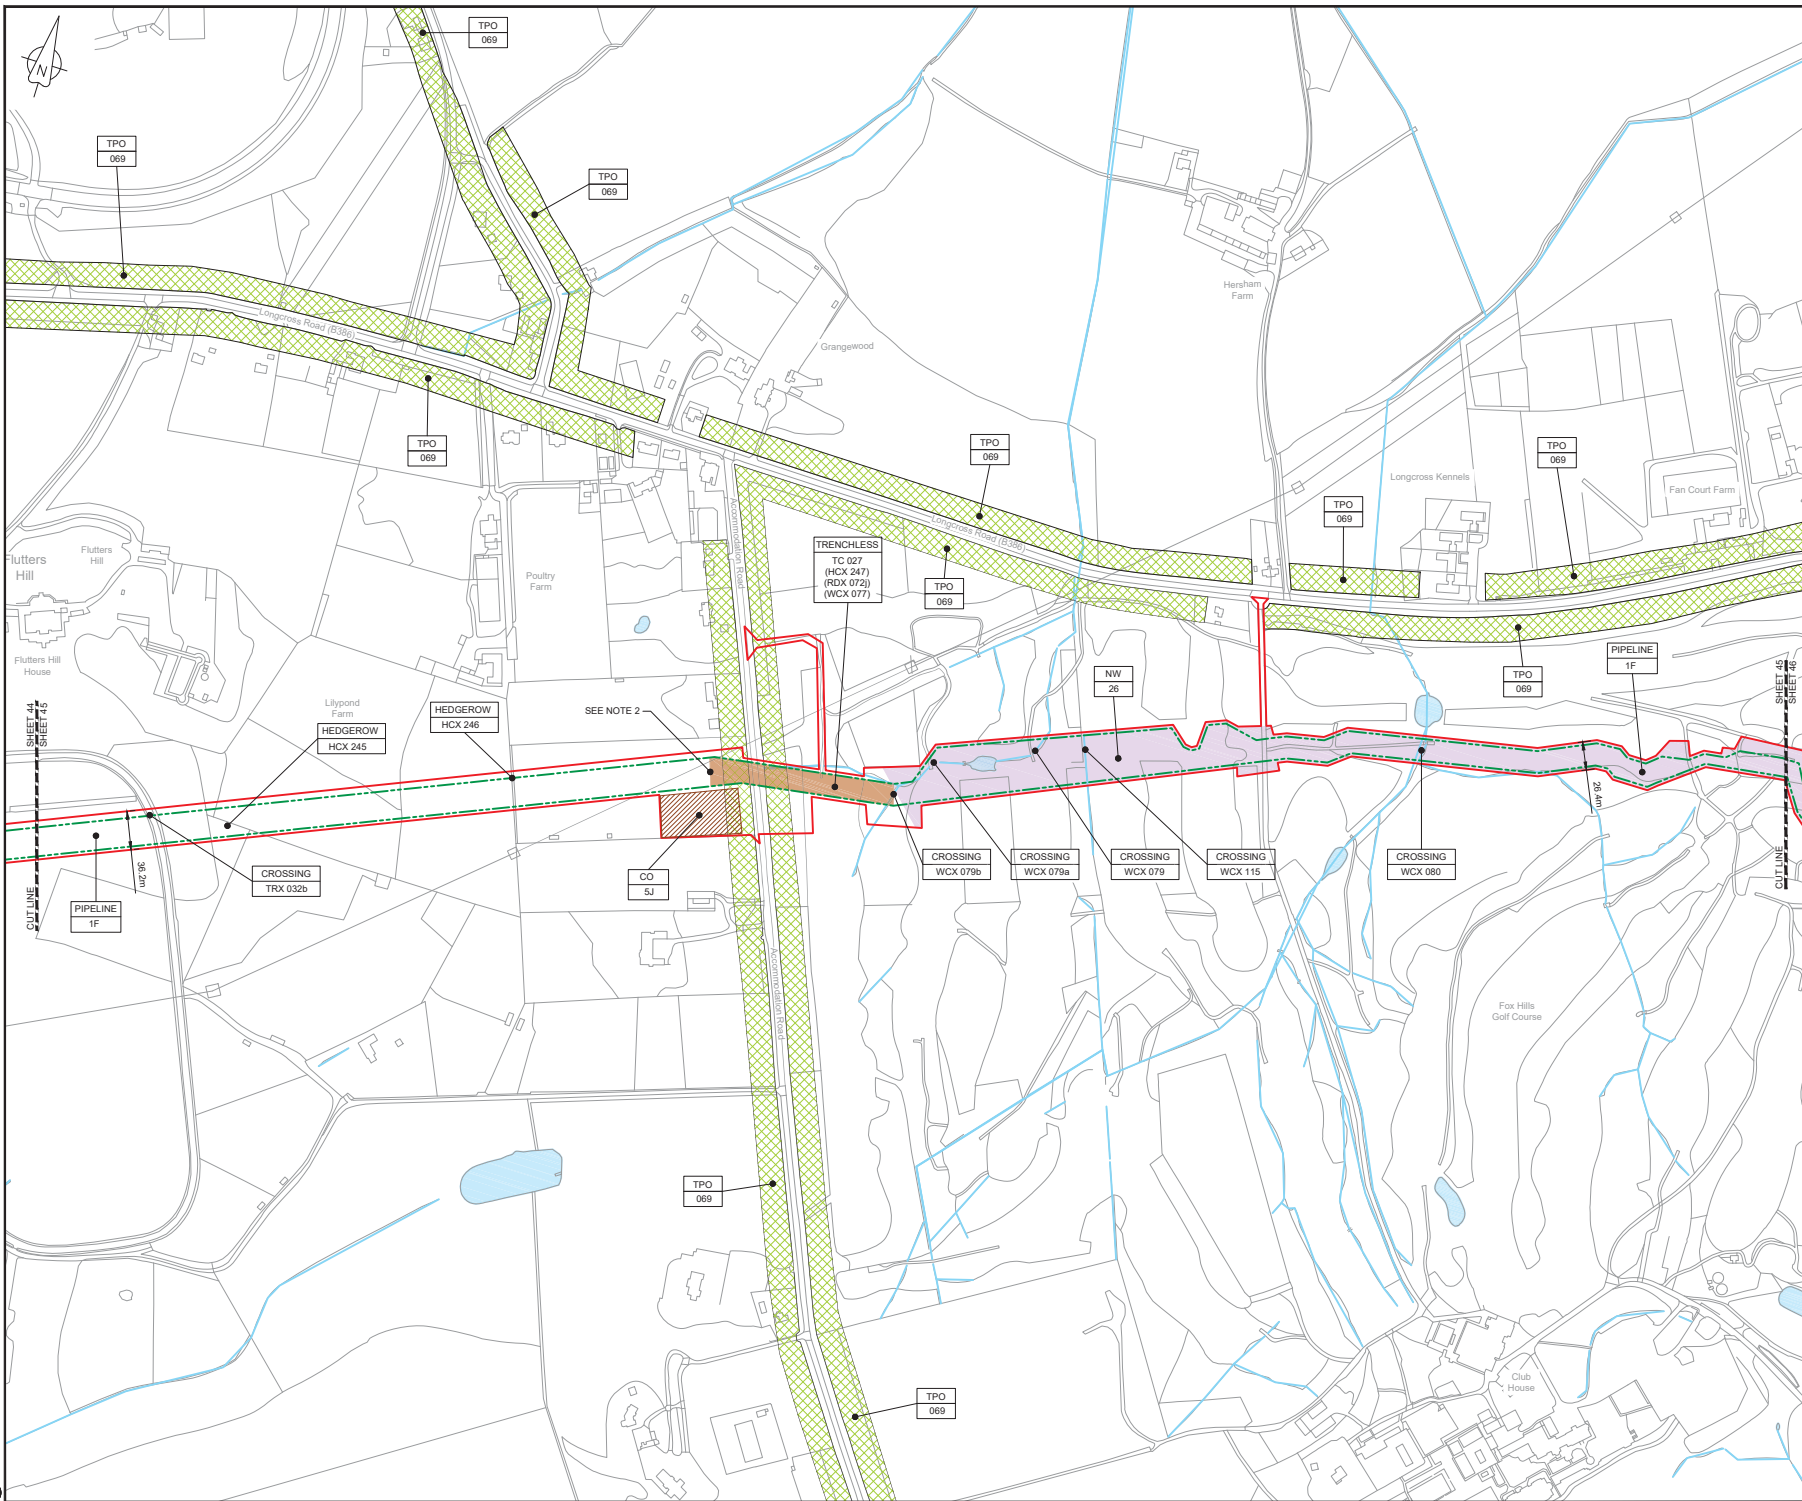 TPO
069
N
TPO
069
TPO
069
Longcross Road (B386)
Grangewood
Hersham
Farm
TPO
069
TPO
069
TPO
069
Longcross Kennels
Fan Court Farm
TPO
069
Longcross Road (B386)
Accommodation Road
TRENCHLESS
TC 027
(HCX 247)
(RDX 072j)
(WCX 077)
TPO
069
Flutters
Hill
Flutters
Hill
Poultry
Farm
Flutters Hill
House
Lilypond
Farm
TPO
069
PIPELINE
1F
NW
26
SEE NOTE 2
HEDGEROW
HCX 246
HEDGEROW
HCX 245
SHEET 44
SHEET 45
CUT LINE
SHEET 45
SHEET 46
CUT LINE
26.4m
36.2m
CROSSING
TRX 032b
PIPELINE
1F
CO
5J
CROSSING
WCX 079b
CROSSING
WCX 079a
CROSSING
WCX 079
CROSSING
WCX 115
CROSSING
WCX 080
Accommodation Road
Fox Hills
Golf Course
TPO
069
TPO
069
Club
House